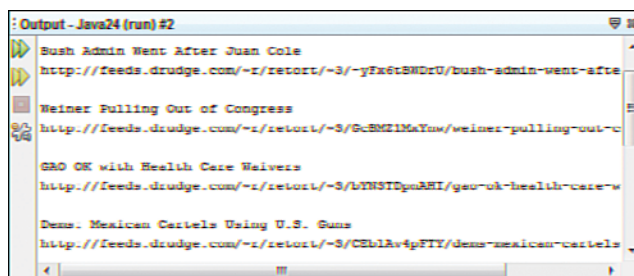 Output - Java24 (run) #2
Bush Admin Went After Juan Cole
http://feeds.drudge.com/~r/retort/~3/-yFx6tBWDrU/bush-admin-went-afte
Weiner Pulling Out of Congress
http://feeds.drudge.com/~r/retort/~3/GcBMZ1MxYnw/weiner-pulling-out-c
GAO OK with Health Care Waivers
http://feeds.drudge.com/~r/retort/~3/bYNSTDpnAHI/gao-ok-health-care-w
Dems. Mexican Cartels Using U.S. Guns
http://feeds.drudge.com/~r/retort/~3/CEblAv4pFTY/dems-mexican-cartels